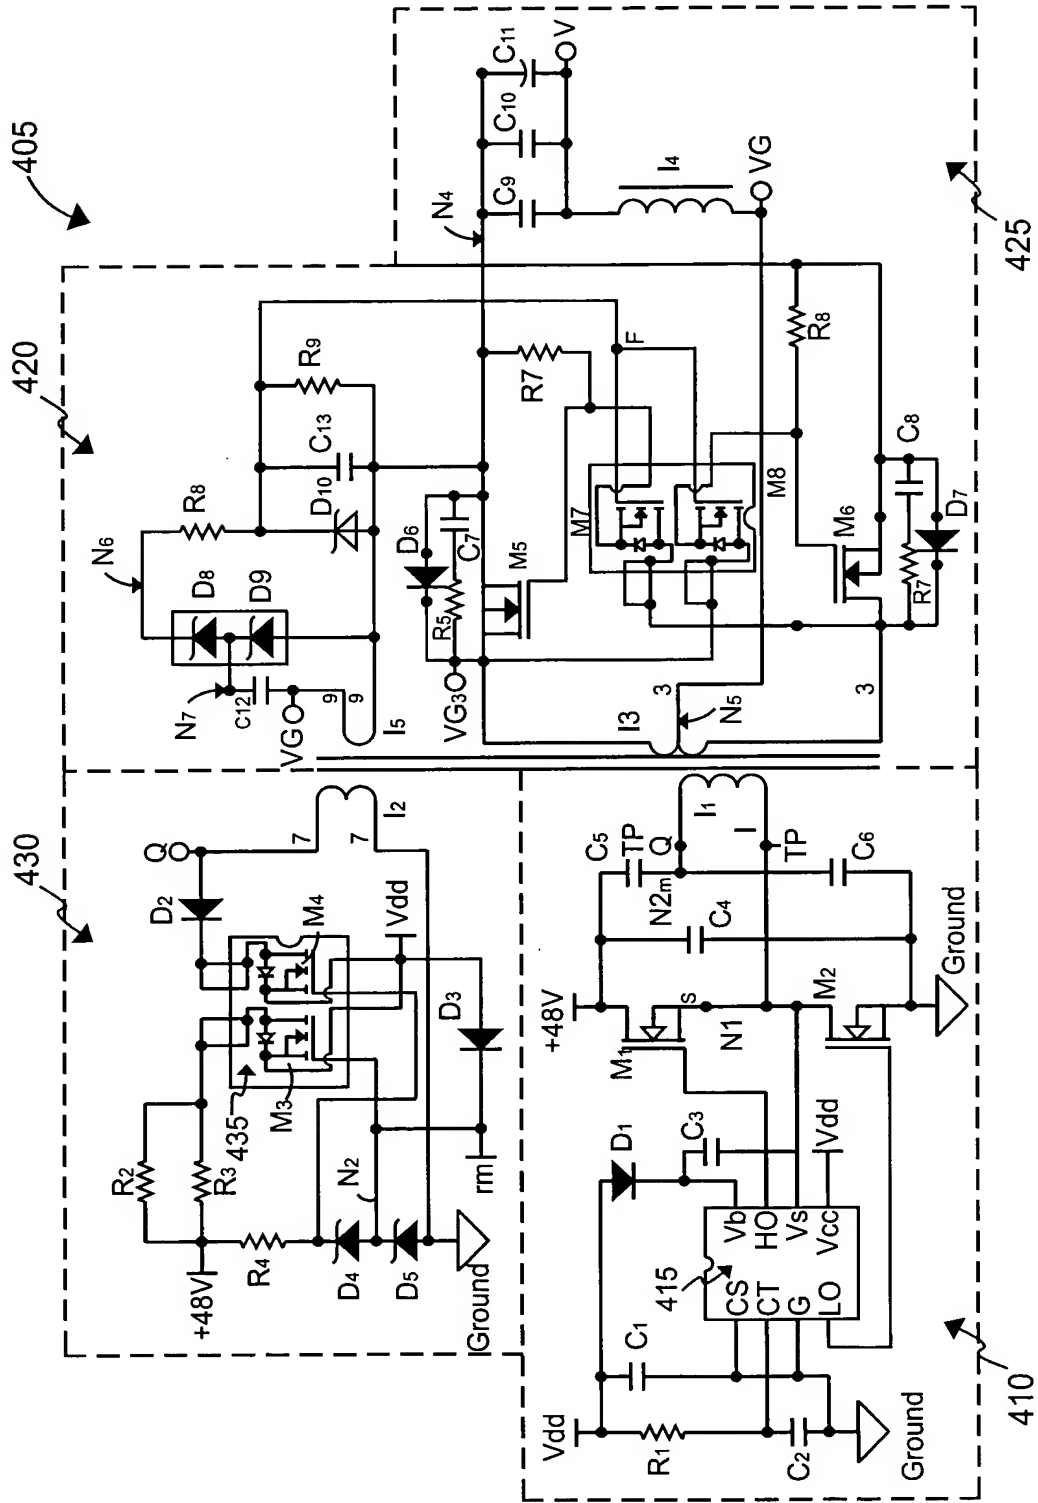 405
420
430
425
410
N6
R8
D8
D9
N7
C12
VG
9
9
I5
D10
C13
R9
N4
C9
C10
C11
V
I4
VG
D6
C7
R5
VG3
M5
R7
F
M7
M8
R8
M6
C8
R7
D7
I3
3
N5
3
Q
D2
7
7
I2
M4
Vdd
R2
R3
435
M3
D3
+48V
R4
N2
D4
D5
rm
Ground
+48V
C5
TP
Q
I1
I
TP
N2m
C4
C6
S
N1
M1
M2
Ground
D1
C3
Vdd
Vb
HO
Vs
Vcc
415
CS
CT
G
LO
C1
Vdd
R1
C2
Ground